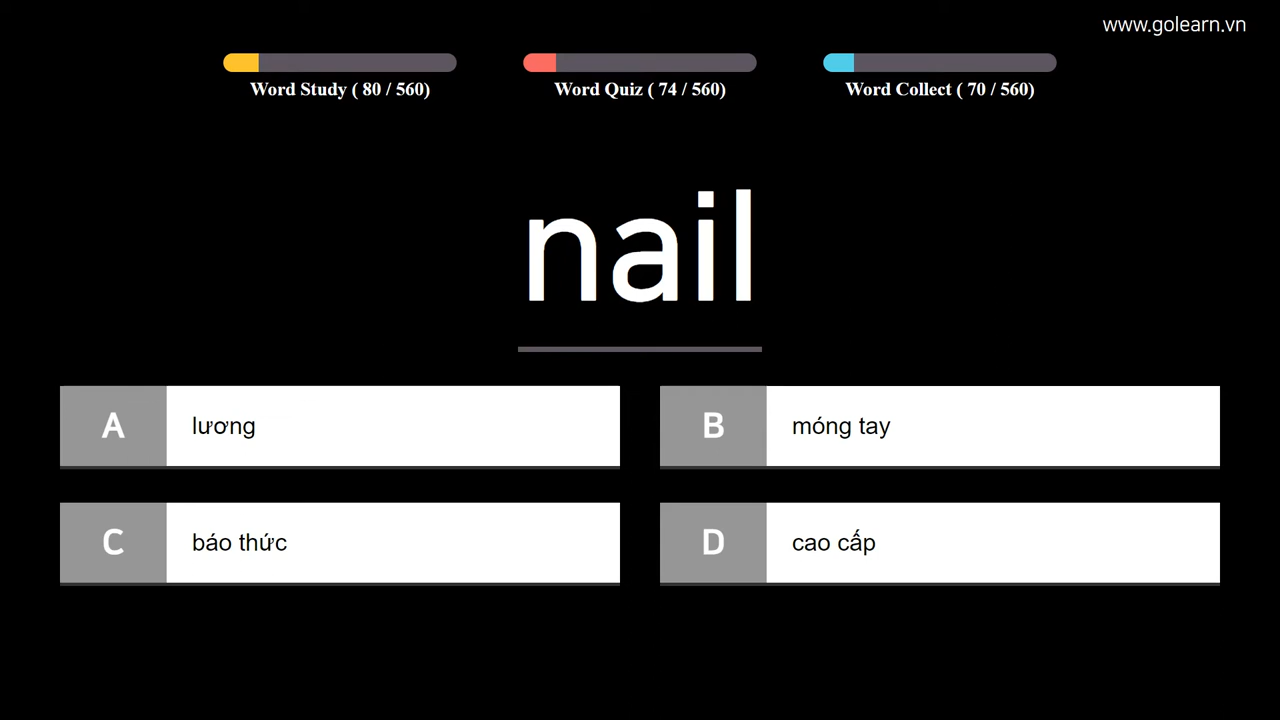 www.golearn.vn
Word Study ( 80 / 560)
Word Quiz ( 74 / 560)
Word Collect ( 70 / 560)
nail
A lương
B móng tay
C báo thức
D cao cấp